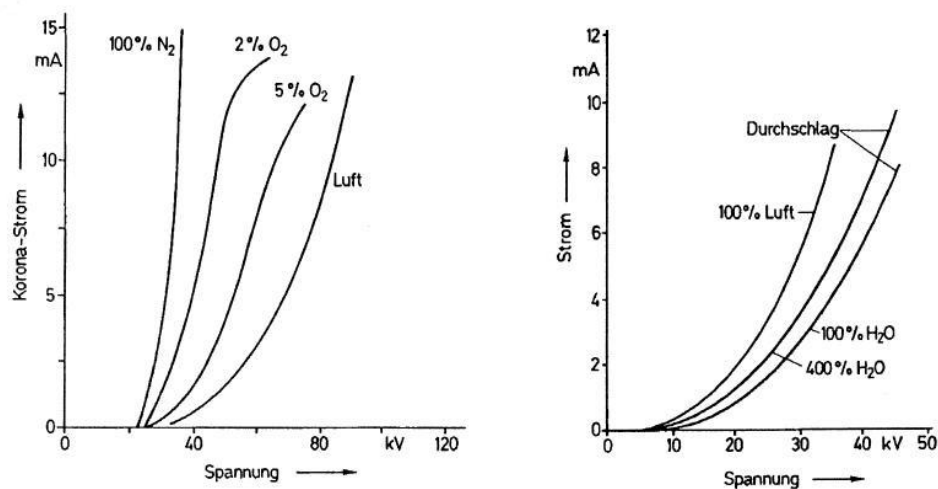 15
mA
10
5
0
Korona-Strom
100% N₂
2% O₂
5% O₂
Luft
0
40
80
kV
120
Spannung
12
mA
10
8
6
4
2
0
Strom
Durchschlag
100% Luft
100% H₂O
400% H₂O
0
10
20
30
40
kV
50
Spannung